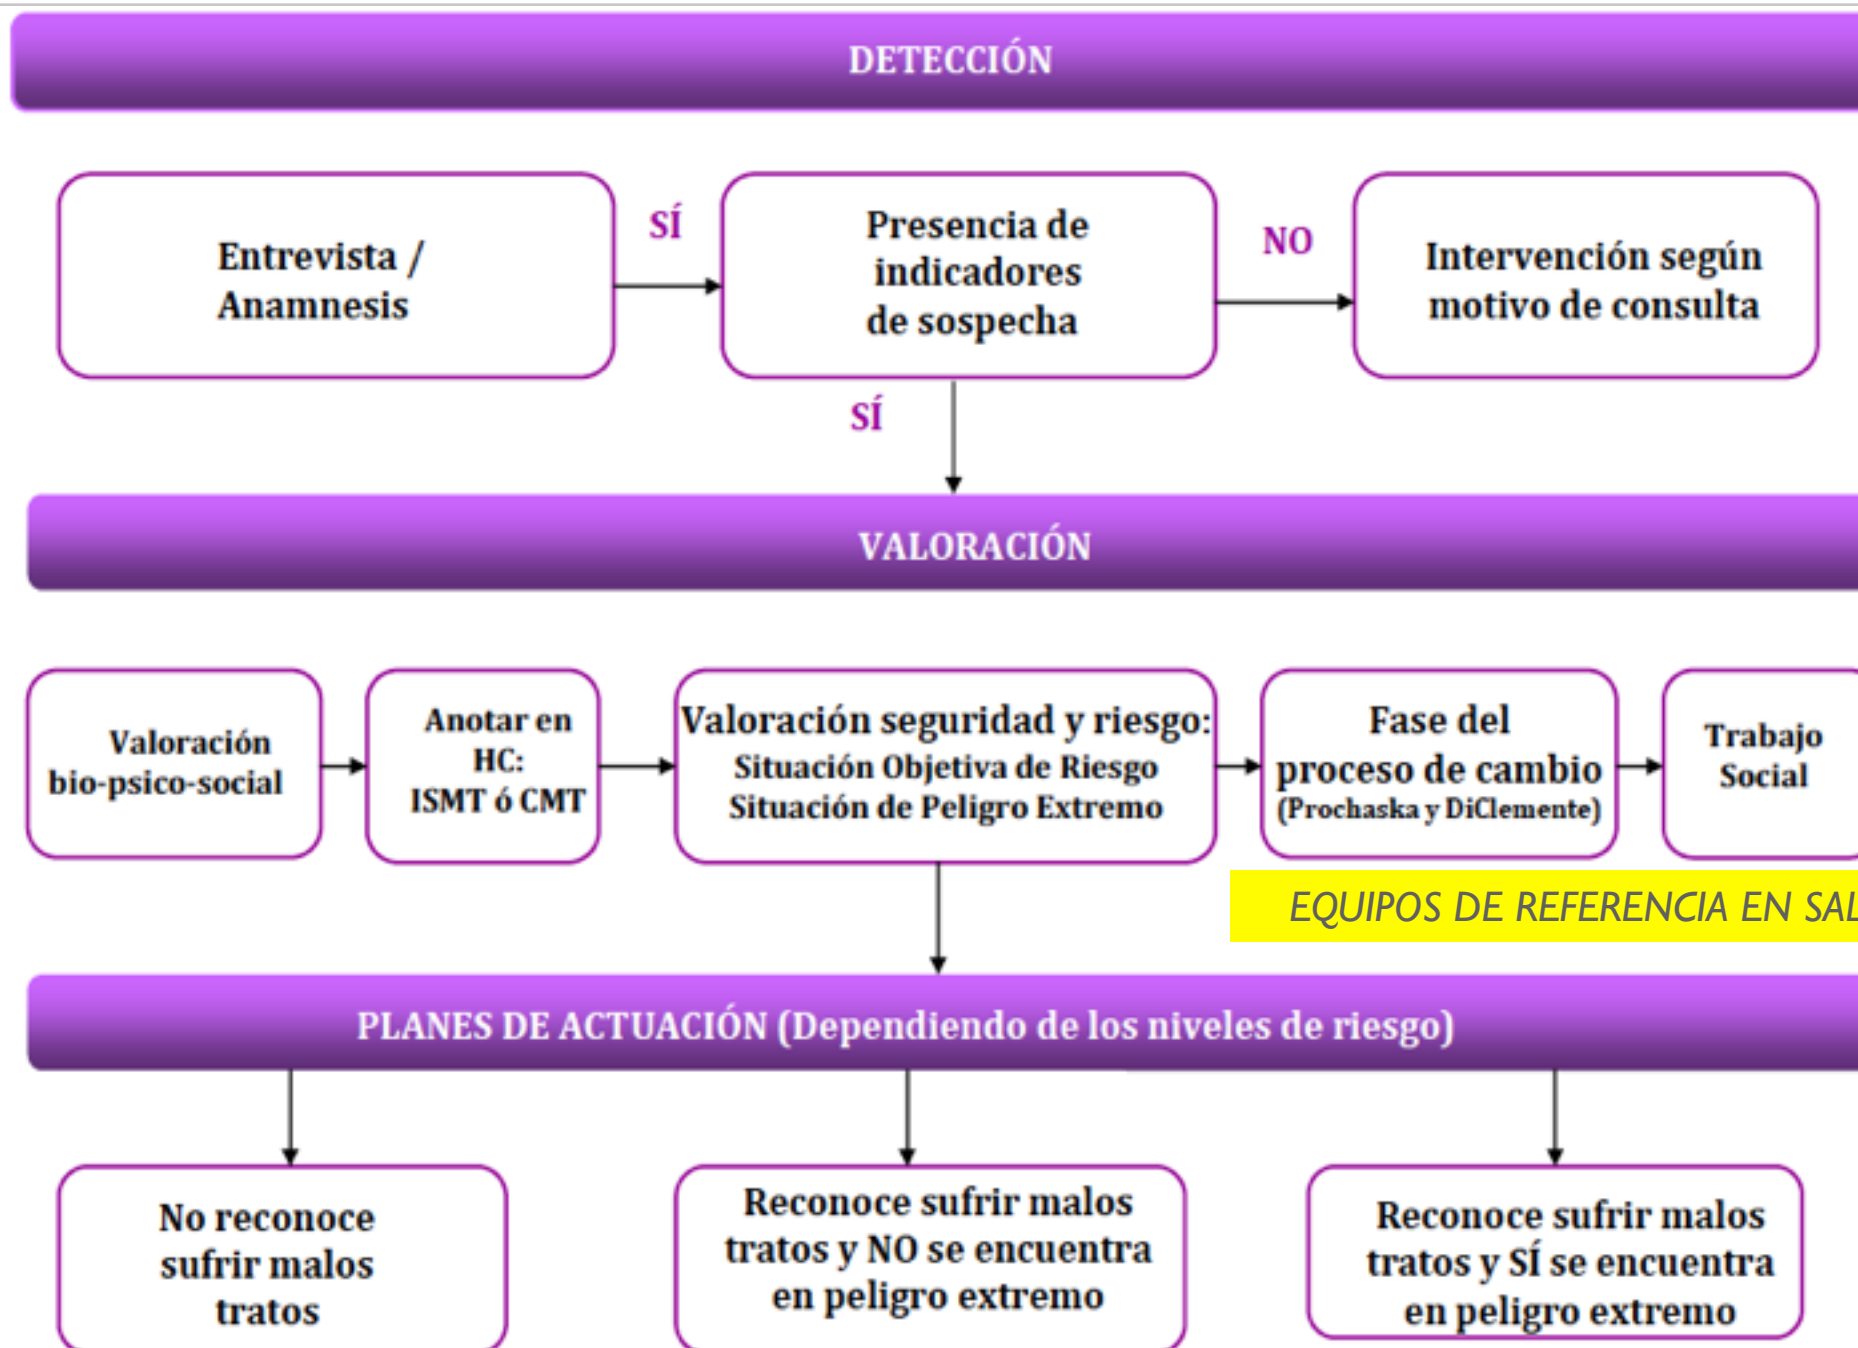 DETECCIÓN
Entrevista /
Anamnesis
SÍ
Presencia de
indicadores
de sospecha
NO
Intervención según
motivo de consulta
SÍ
VALORACIÓN
Valoración
bio-psico-social
Anotar en
HC:
ISMT ó CMT
Valoración seguridad y riesgo:
Situación Objetiva de Riesgo
Situación de Peligro Extremo
Fase del
proceso de cambio
(Prochaska y DiClemente)
Trabajo
Social
EQUIPOS DE REFERENCIA EN SAL
PLANES DE ACTUACIÓN (Dependiendo de los niveles de riesgo)
No reconoce
sufrir malos
tratos
Reconoce sufrir malos
tratos y NO se encuentra
en peligro extremo
Reconoce sufrir malos
tratos y SÍ se encuentra
en peligro extremo